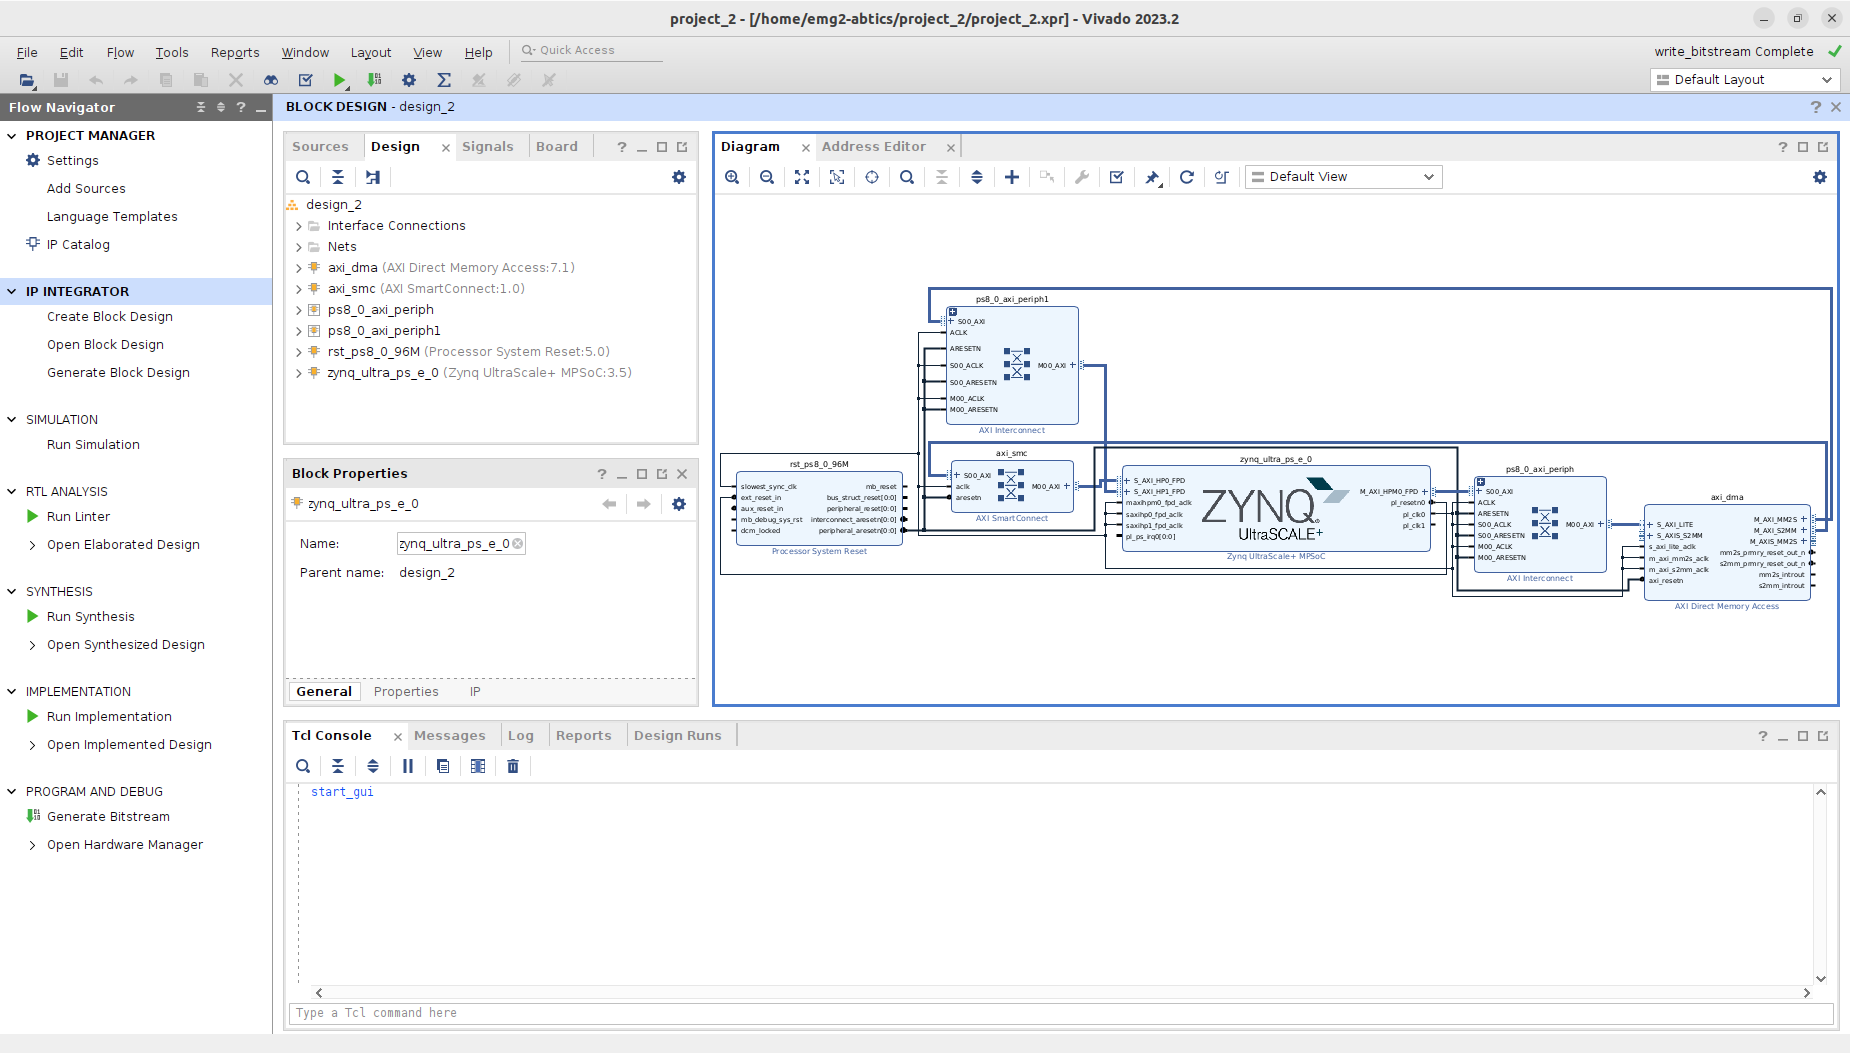 project_2 - [/home/emg2-abtics/project_2/project_2.xpr] - Vivado 2023.2
File Edit Flow Tools Reports Window Layout View Help Quick Access
write_bitstream Complete
Default Layout
Flow Navigator
PROJECT MANAGER
Settings
Add Sources
Language Templates
IP Catalog
IP INTEGRATOR
Create Block Design
Open Block Design
Generate Block Design
SIMULATION
Run Simulation
RTL ANALYSIS
Run Linter
Open Elaborated Design
SYNTHESIS
Run Synthesis
Open Synthesized Design
IMPLEMENTATION
Run Implementation
Open Implemented Design
PROGRAM AND DEBUG
Generate Bitstream
Open Hardware Manager
BLOCK DESIGN - design_2
Sources Design Signals Board
design_2
Interface Connections
Nets
axi_dma (AXI Direct Memory Access:7.1)
axi_smc (AXI SmartConnect:1.0)
ps8_0_axi_periph
ps8_0_axi_periph1
rst_ps8_0_96M (Processor System Reset:5.0)
zynq_ultra_ps_e_0 (Zynq UltraScale+ MPSoC:3.5)
Block Properties
zynq_ultra_ps_e_0
Name: zynq_ultra_ps_e_0
Parent name: design_2
General Properties IP
Diagram Address Editor
Default View
ps8_0_axi_periph1
S00_AXI
ACLK
ARESETN
S00_ACLK
S00_ARESETN
M00_ACLK
M00_ARESETN
M00_AXI
AXI Interconnect
rst_ps8_0_96M
slowest_sync_clk
ext_reset_in
aux_reset_in
mb_debug_sys_rst
dcm_locked
mb_reset
bus_struct_reset[0:0]
peripheral_reset[0:0]
interconnect_aresetn[0:0]
peripheral_aresetn[0:0]
Processor System Reset
axi_smc
S00_AXI
aclk
aresetn
M00_AXI
AXI SmartConnect
zynq_ultra_ps_e_0
S_AXI_HP0_FPD
S_AXI_HP1_FPD
maxihpm0_fpd_aclk
saxihp0_fpd_aclk
saxihp1_fpd_aclk
pl_ps_irq0[0:0]
ZYNQ
UltraSCALE+
M_AXI_HPM0_FPD
pl_resetn0
pl_clk0
pl_clk1
Zynq UltraScale+ MPSoC
ps8_0_axi_periph
S00_AXI
ACLK
ARESETN
S00_ACLK
S00_ARESETN
M00_ACLK
M00_ARESETN
M00_AXI
AXI Interconnect
axi_dma
S_AXI_LITE
S_AXIS_S2MM
s_axi_lite_aclk
m_axi_mm2s_aclk
m_axi_s2mm_aclk
axi_resetn
M_AXI_MM2S
M_AXI_S2MM
M_AXIS_MM2S
mm2s_prmry_reset_out_n
s2mm_prmry_reset_out_n
mm2s_introut
s2mm_introut
AXI Direct Memory Access
Tcl Console Messages Log Reports Design Runs
start_gui
Type a Tcl command here